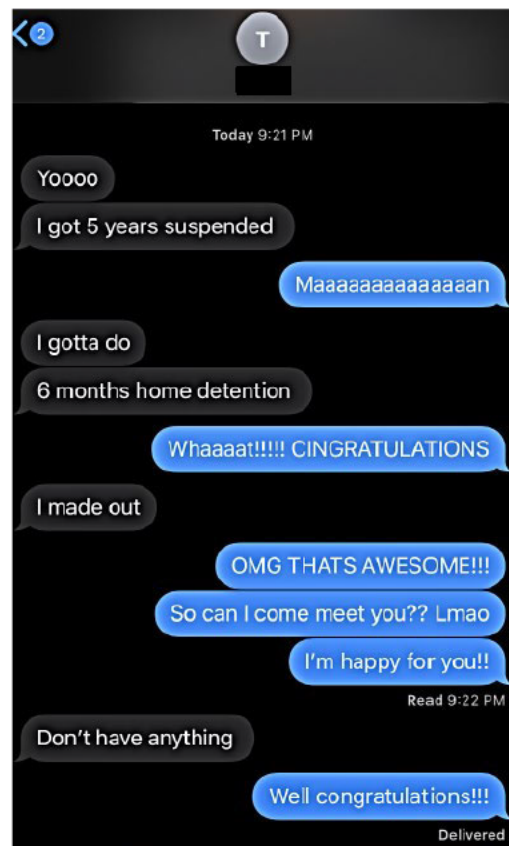 2
T
Today 9:21 PM
Yoooo
I got 5 years suspended
Maaaaaaaaaaaaaan
I gotta do
6 months home detention
Whaaaat!!!!! CINGRATULATIONS
I made out
OMG THATS AWESOME!!!
So can I come meet you?? Lmao
I'm happy for you!!
Read 9:22 PM
Don't have anything
Well congratulations!!!
Delivered